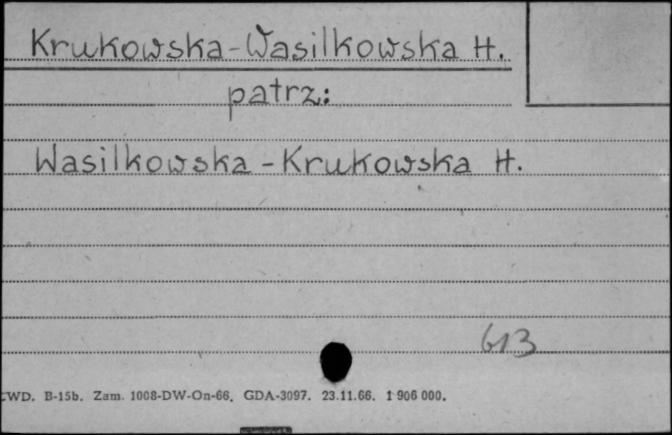 Krukowska-Wasilkowska H.
patrz:
Wasilkowska-Krukowska H.
613
CWD. B-15b. Zam. 1008-DW-On-66. GDA-3097. 23.11.66. 1 906 000.